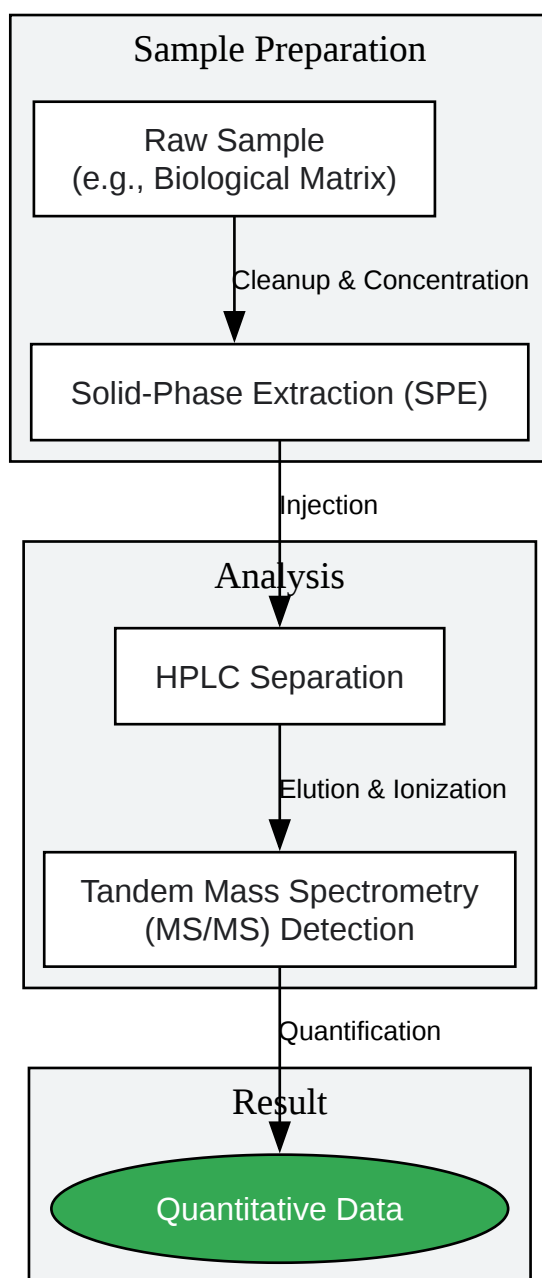 Sample Preparation
Raw Sample
(e.g., Biological Matrix)
Cleanup & Concentration
Solid-Phase Extraction (SPE)
Injection
Analysis
HPLC Separation
Elution & Ionization
Tandem Mass Spectrometry
(MS/MS) Detection
Quantification
Result
Quantitative Data